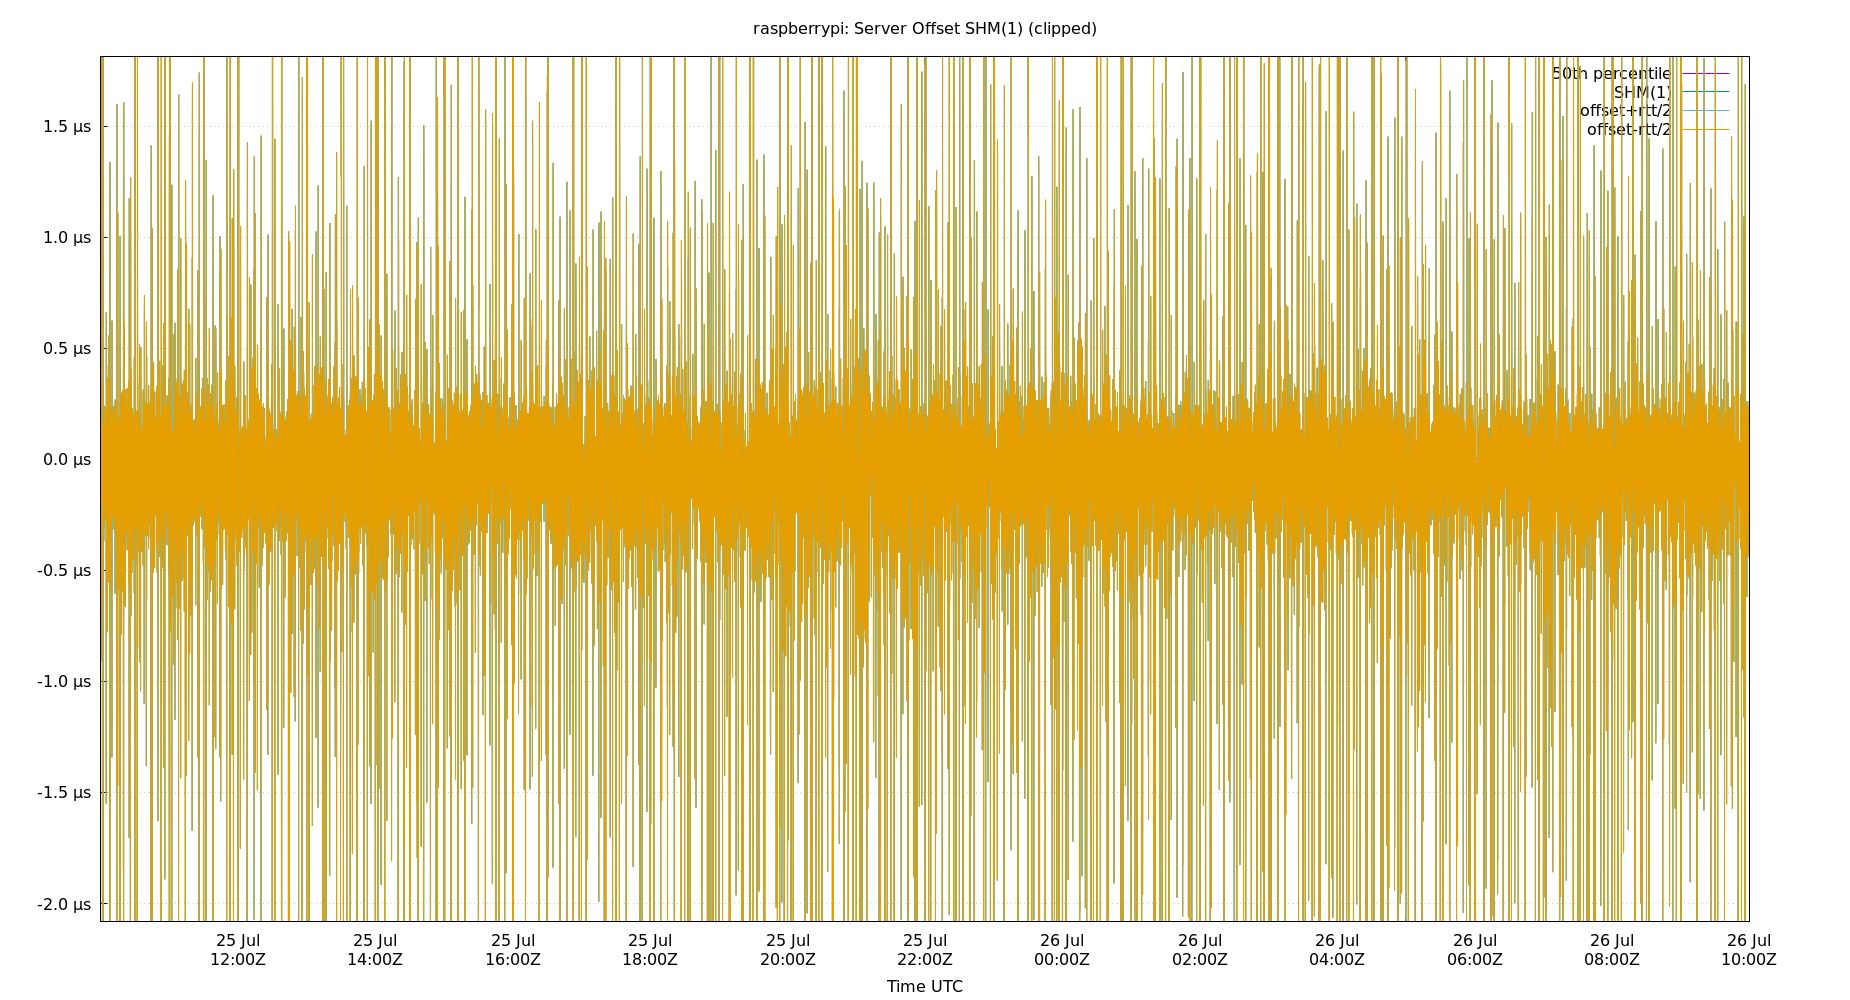 raspberrypi: Server Offset SHM(1) (clipped)
50th percentile
SHM(1)
offset+rtt/2
offset-rtt/2
1.5 µs
1.0 µs
0.5 µs
0.0 µs
-0.5 µs
-1.0 µs
-1.5 µs
-2.0 µs
25 Jul 25 Jul 25 Jul 25 Jul 25 Jul 25 Jul 26 Jul 26 Jul 26 Jul 26 Jul 26 Jul 26 Jul
12:00Z 14:00Z 16:00Z 18:00Z 20:00Z 22:00Z 00:00Z 02:00Z 04:00Z 06:00Z 08:00Z 10:00Z
Time UTC